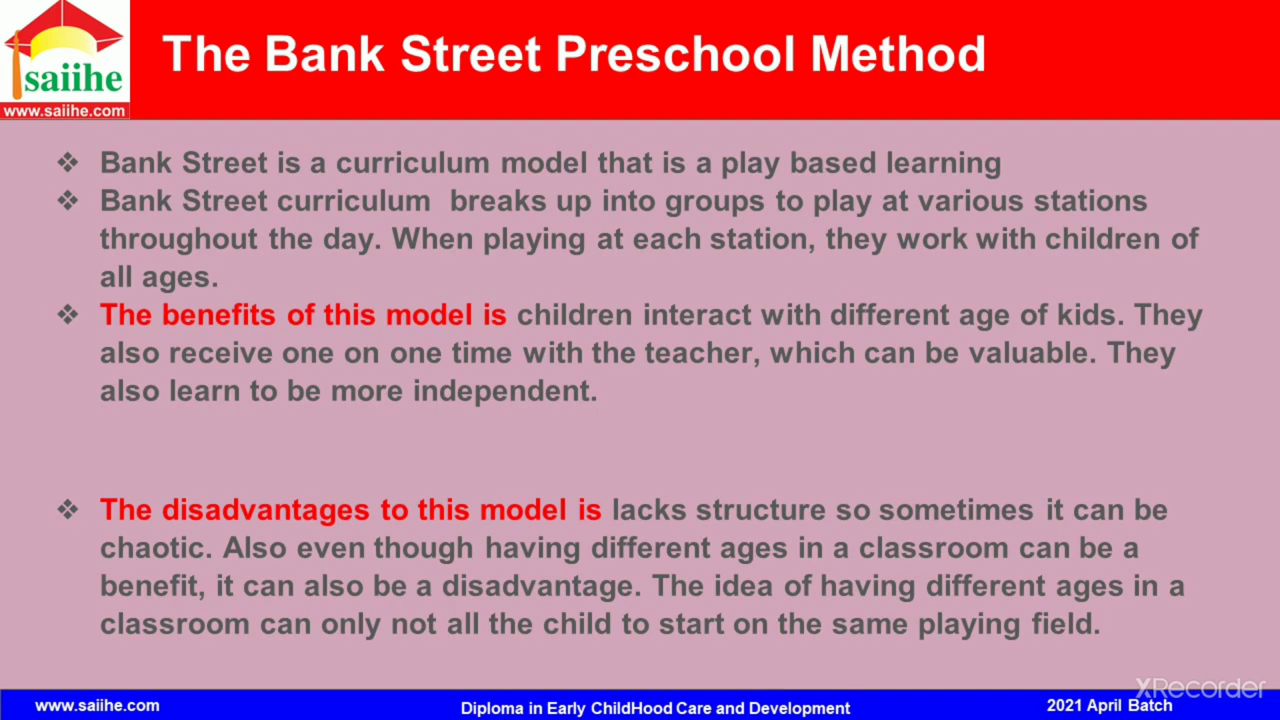 saiihe
www.saiihe.com
The Bank Street Preschool Method
❖ Bank Street is a curriculum model that is a play based learning
❖ Bank Street curriculum breaks up into groups to play at various stations
throughout the day. When playing at each station, they work with children of
all ages.
❖ The benefits of this model is children interact with different age of kids. They
also receive one on one time with the teacher, which can be valuable. They
also learn to be more independent.
❖ The disadvantages to this model is lacks structure so sometimes it can be
chaotic. Also even though having different ages in a classroom can be a
benefit, it can also be a disadvantage. The idea of having different ages in a
classroom can only not all the child to start on the same playing field.
XRecorder
www.saiihe.com Diploma in Early ChildHood Care and Development 2021 April Batch